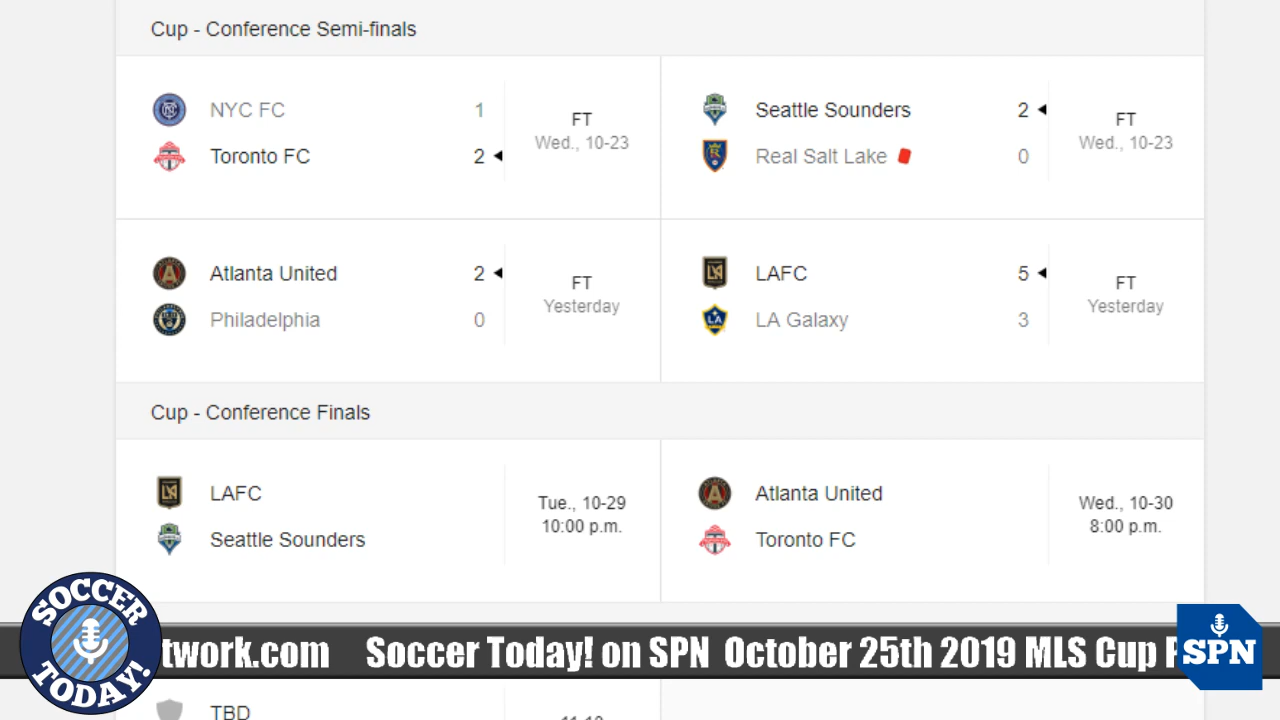 Cup - Conference Semi-finals
NYC FC 1
Toronto FC 2
FT
Wed., 10-23
Seattle Sounders 2
Real Salt Lake 0
FT
Wed., 10-23
Atlanta United 2
Philadelphia 0
FT
Yesterday
LAFC 5
LA Galaxy 3
FT
Yesterday
Cup - Conference Finals
LAFC
Seattle Sounders
Tue., 10-29
10:00 p.m.
Atlanta United
Toronto FC
Wed., 10-30
8:00 p.m.
SOCCER
TODAY!
twork.com Soccer Today! on SPN October 25th 2019 MLS Cup P
SPN
TBD